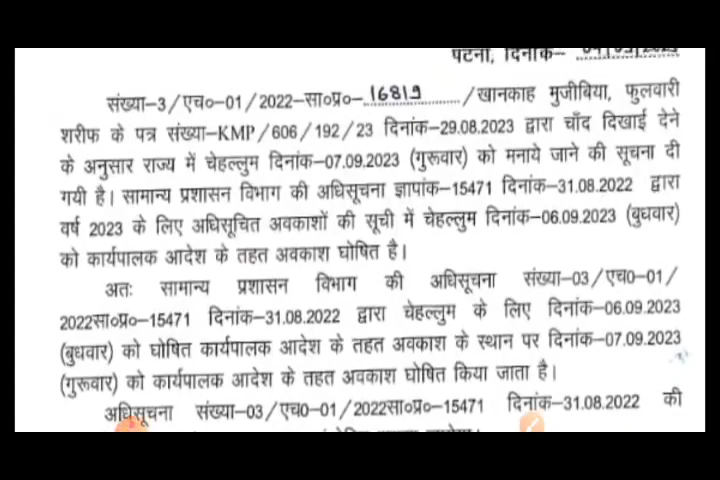 पटना, दिनांक-
संख्या-3/एच०-01/2022-सा०प्र०-16819/खानकाह मुजीबिया, फुलवारी
शरीफ के पत्र संख्या-KMP/606/192/23 दिनांक-29.08.2023 द्वारा चाँद दिखाई देने
के अनुसार राज्य में चेहल्लुम दिनांक-07.09.2023 (गुरूवार) को मनाये जाने की सूचना दी
गयी है। सामान्य प्रशासन विभाग की अधिसूचना ज्ञापांक-15471 दिनांक-31.08.2022 द्वारा
वर्ष 2023 के लिए अधिसूचित अवकाशों की सूची में चेहल्लुम दिनांक-06.09.2023 (बुधवार)
को कार्यपालक आदेश के तहत अवकाश घोषित है।
अतः सामान्य प्रशासन विभाग की अधिसूचना संख्या-03/एच०-01/
2022सा०प्र०-15471 दिनांक-31.08.2022 द्वारा चेहल्लुम के लिए दिनांक-06.09.2023
(बुधवार) को घोषित कार्यपालक आदेश के तहत अवकाश के स्थान पर दिनांक-07.09.2023
(गुरूवार) को कार्यपालक आदेश के तहत अवकाश घोषित किया जाता है।
अधिसूचना संख्या-03/एच०-01/2022सा०प्र०-15471 दिनांक-31.08.2022 की